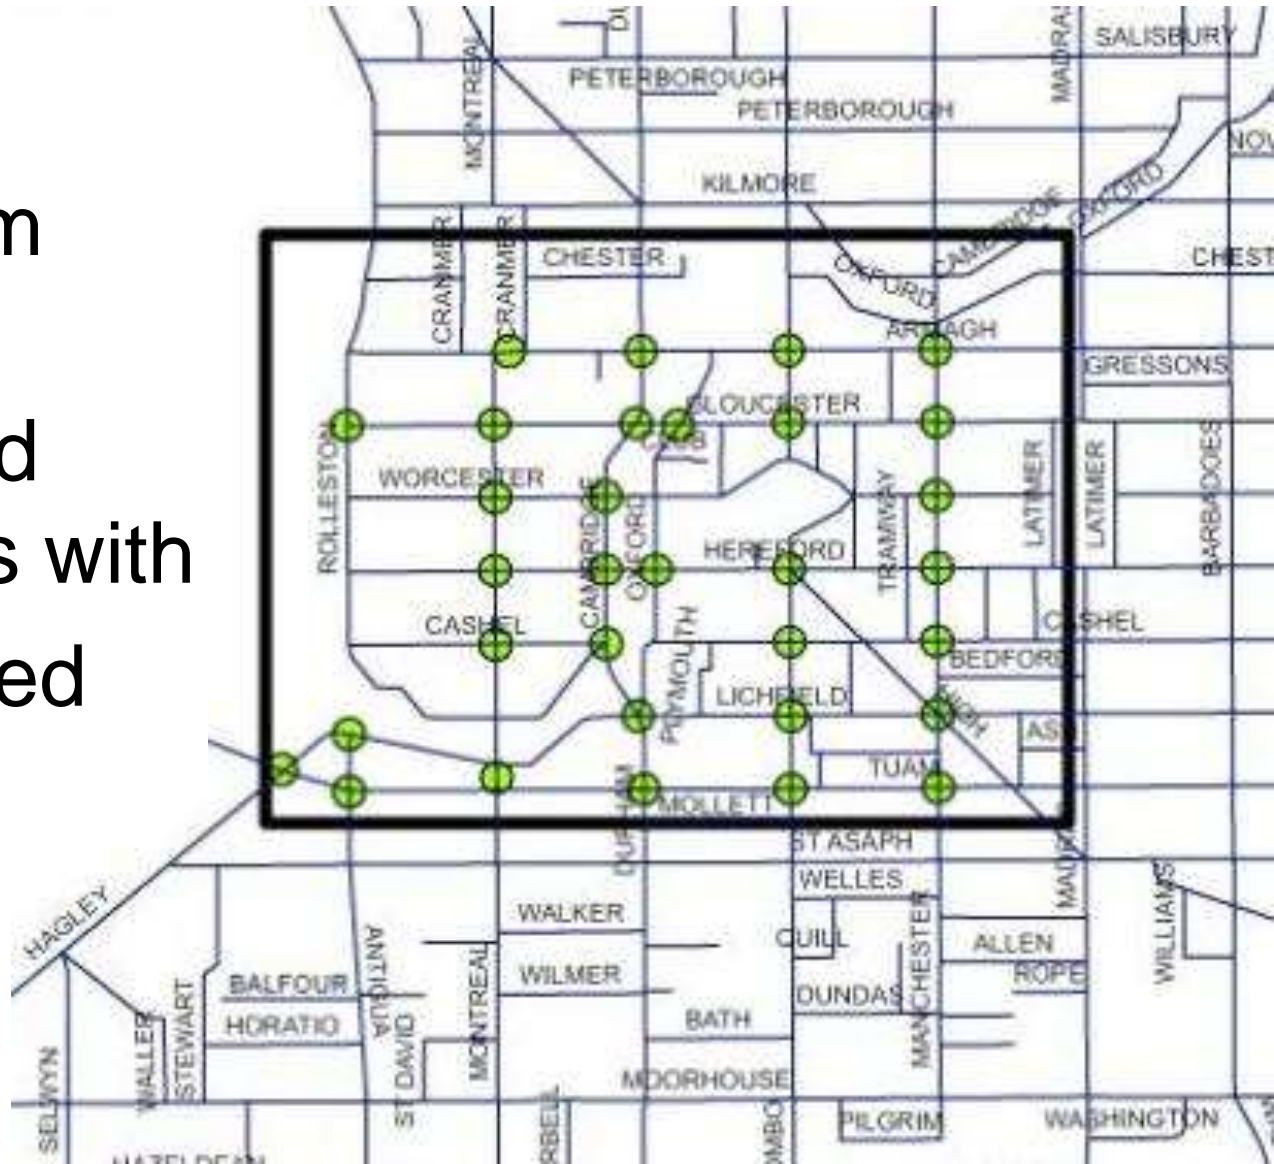 SALISBURY
MONTREAL
PETERBOROUGH
PETERBOROUGH
KILMORE
OXFORD
CAMBRIDGE
m
CRANMER
CRANMER
CHESTER
OXFORD
ARMAGH
GRESSONS
GLOUCESTER
d
ROLLESTON
WORCESTER
CAMBRIDGE
OXFORD
HEREFORD
TRAMWAY
LATIMER
LATIMER
BARBADOES
s with
CASHEL
CASHEL
PLYMOUTH
BEDFORD
LICHFIELD
HIGH
ed
TUAM
MOLLETT
DURHAM
ST ASAPH
WELLES
HAGLEY
WALKER
QUILL
MANCHESTER
ALLEN
WILLIAMS
ANTIGUA
MONTREAL
WILMER
ROPE
BALFOUR
DUNDAS
HORATIO
BATH
STEWART
WALLER
ST DAVID
MOORHOUSE
SELWYN
PILGRIM
WASHINGTON